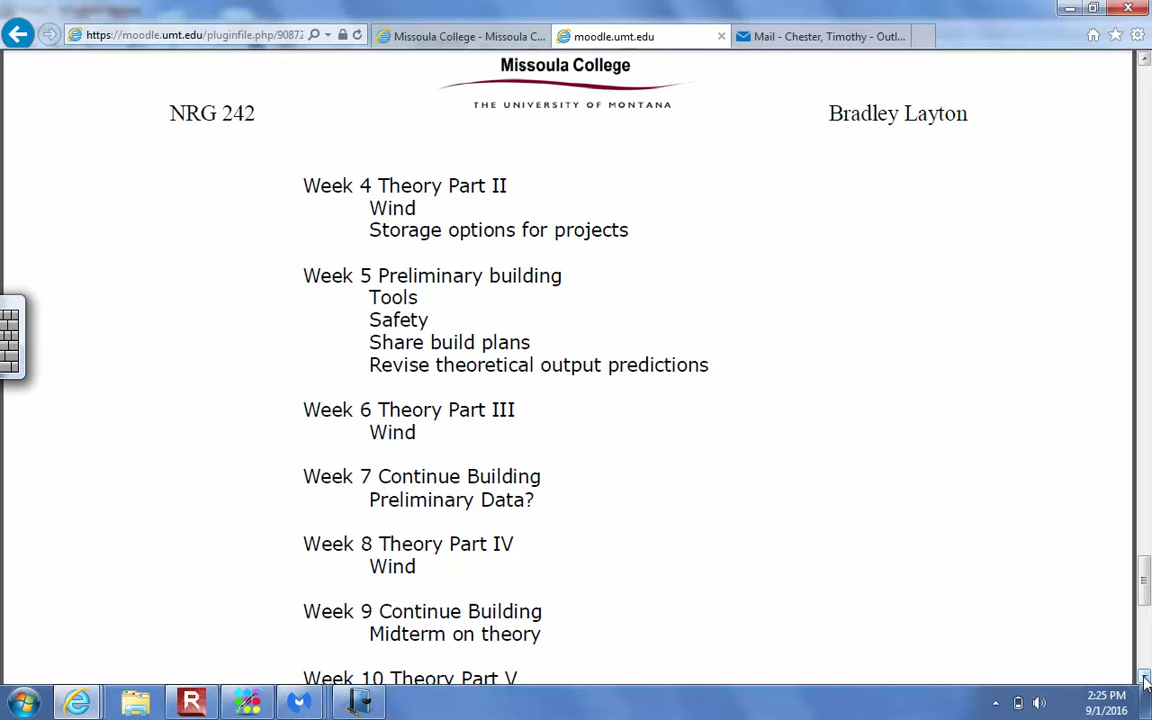 https://moodle.umt.edu/pluginfile.php/90872
Missoula College - Missoula C...
moodle.umt.edu
Mail - Chester, Timothy - Outl...
Missoula College
THE UNIVERSITY OF MONTANA
NRG 242
Bradley Layton
Week 4 Theory Part II
Wind
Storage options for projects
Week 5 Preliminary building
Tools
Safety
Share build plans
Revise theoretical output predictions
Week 6 Theory Part III
Wind
Week 7 Continue Building
Preliminary Data?
Week 8 Theory Part IV
Wind
Week 9 Continue Building
Midterm on theory
Week 10 Theory Part V
R
2:25 PM
9/1/2016